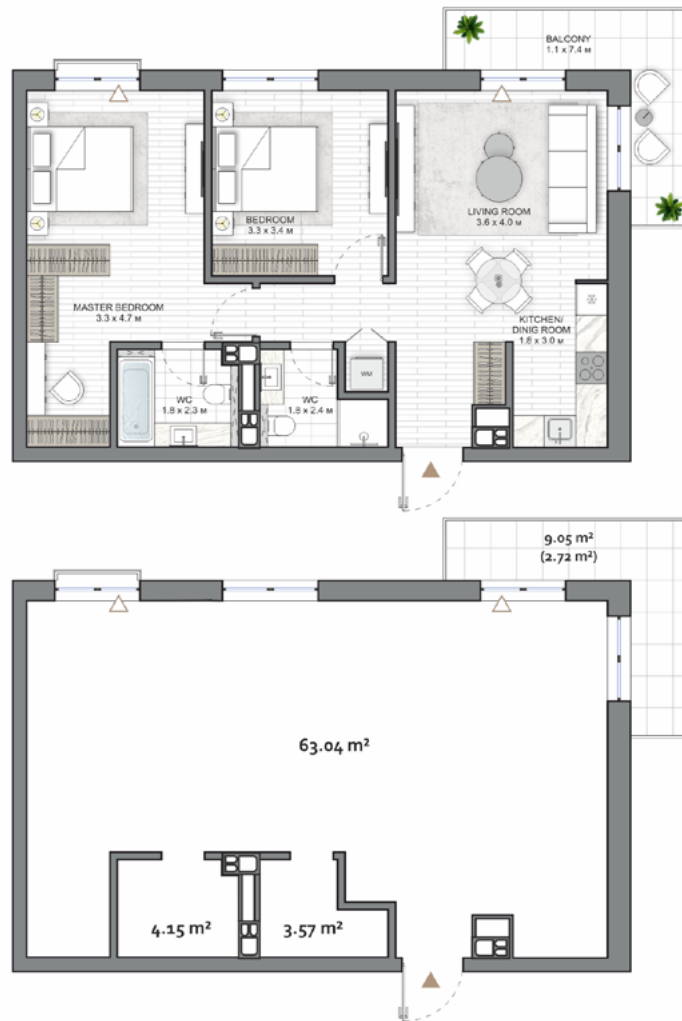 BALCONY
1.1 x 7.4 м
BEDROOM
3.3 x 3.4 м
LIVING ROOM
3.6 x 4.0 м
MASTER BEDROOM
3.3 x 4.7 м
KITCHEN/
DINIG ROOM
1.8 x 3.0 м
WM
WC
1.8 x 2.3 м
WC
1.8 x 2.4 м
9.05 m²
(2.72 m²)
63.04 m²
4.15 m²
3.57 m²